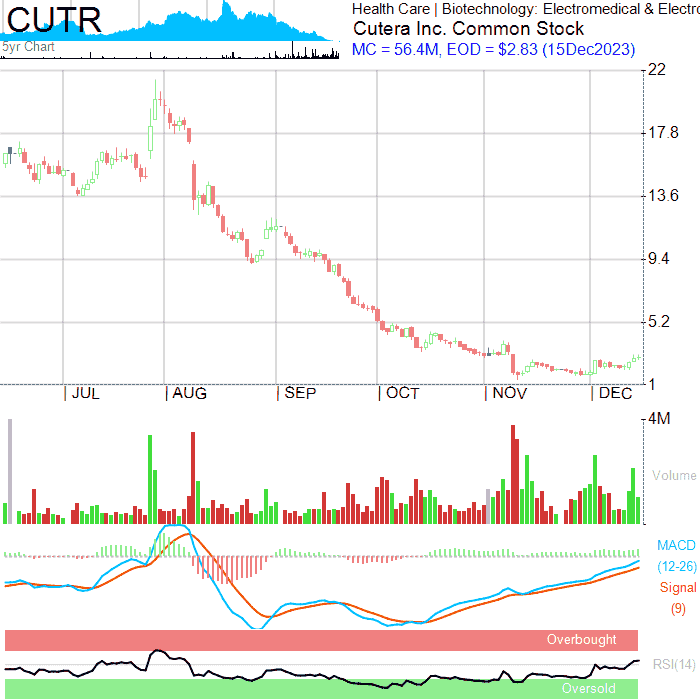 CUTR
5yr Chart
Health Care | Biotechnology: Electromedical & Electro
Cutera Inc. Common Stock
MC = 56.4M, EOD = $2.83 (15Dec2023)
22
17.8
13.6
9.4
5.2
1
| JUL | AUG | SEP | OCT | NOV | DEC
4M
Volume
MACD
(12-26)
Signal
(9)
Overbought
RSI(14)
Oversold